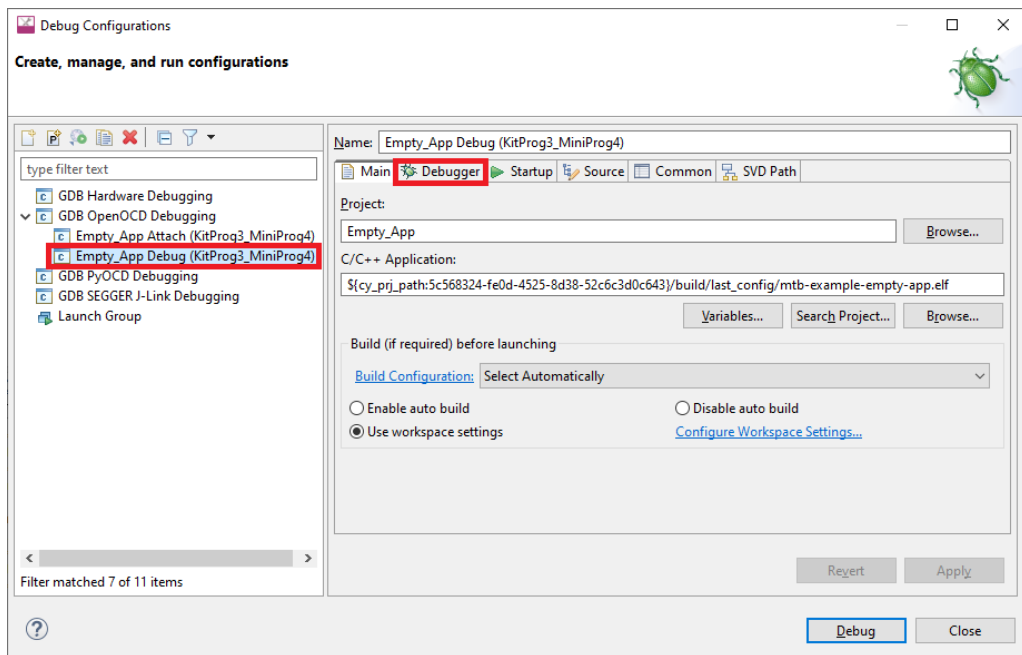 Debug Configurations
Create, manage, and run configurations
type filter text
GDB Hardware Debugging
GDB OpenOCD Debugging
Empty_App Attach (KitProg3_MiniProg4)
Empty_App Debug (KitProg3_MiniProg4)
GDB PyOCD Debugging
GDB SEGGER J-Link Debugging
Launch Group
Filter matched 7 of 11 items
Name: Empty_App Debug (KitProg3_MiniProg4)
Main Debugger Startup Source Common SVD Path
Project:
Empty_App Browse...
C/C++ Application:
${cy_prj_path:5c568324-fe0d-4525-8d38-52c6c3d0c643}/build/last_config/mtb-example-empty-app.elf
Variables... Search Project... Browse...
Build (if required) before launching
Build Configuration: Select Automatically
Enable auto build Disable auto build
Use workspace settings Configure Workspace Settings...
Revert Apply
Debug Close